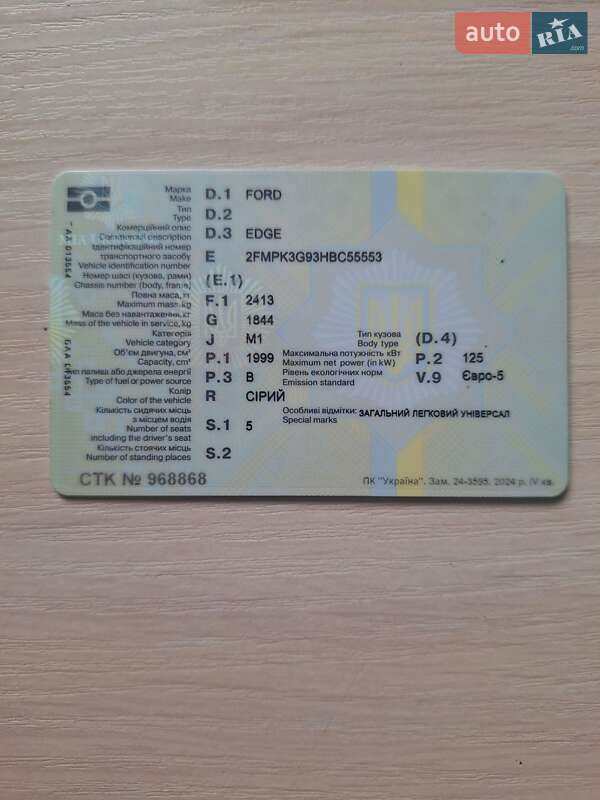 auto RIA .com
Марка
Make
D.1 FORD
Тип
Type
D.2
Комерційний опис
Commercial description
D.3 EDGE
Ідентифікаційний номер
транспортного засобу
Vehicle identification number
E 2FMPK3G93HBC55553
Номер шасі (кузова, рами)
Chassis number (body, frame)
(E.1)
Повна маса, кг
Maximum mass, kg
F.1 2413
Маса без навантаження, кг
Mass of the vehicle in service, kg
G 1844
Категорія
Vehicle category
J M1
Тип кузова
Body type
(D.4)
Об'єм двигуна, см³
Capacity, cm³
P.1 1999
Максимальна потужність кВт
Maximum net power (in kW)
P.2 125
Тип палива або джерела енергії
Type of fuel or power source
P.3 B
Рівень екологічних норм
Emission standard
V.9 Євро-5
Колір
Color of the vehicle
R СІРИЙ
Кількість сидячих місць
з місцем водія
Number of seats
including the driver's seat
S.1 5
Особливі відмітки: ЗАГАЛЬНИЙ ЛЕГКОВИЙ УНІВЕРСАЛ
Special marks
Кількість стоячих місць
Number of standing places
S.2
СТК № 968868
ПК "Україна". Зам. 24-3595. 2024 р. IV кв.